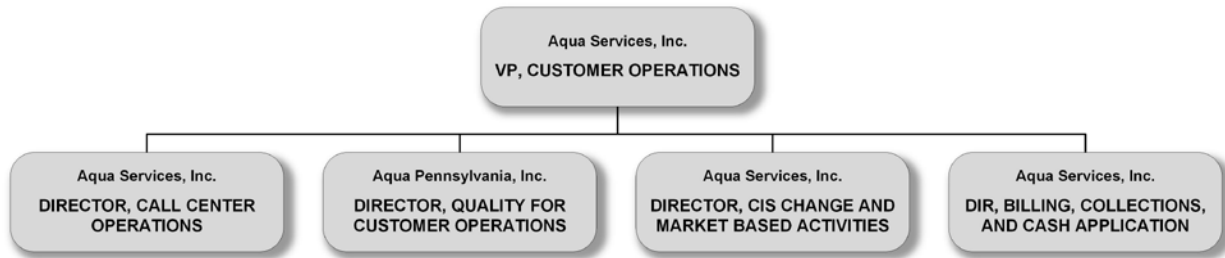 Aqua Services, Inc.
VP, CUSTOMER OPERATIONS
Aqua Services, Inc.
DIRECTOR, CALL CENTER
OPERATIONS
Aqua Pennsylvania, Inc.
DIRECTOR, QUALITY FOR
CUSTOMER OPERATIONS
Aqua Services, Inc.
DIRECTOR, CIS CHANGE AND
MARKET BASED ACTIVITIES
Aqua Services, Inc.
DIR, BILLING, COLLECTIONS,
AND CASH APPLICATION